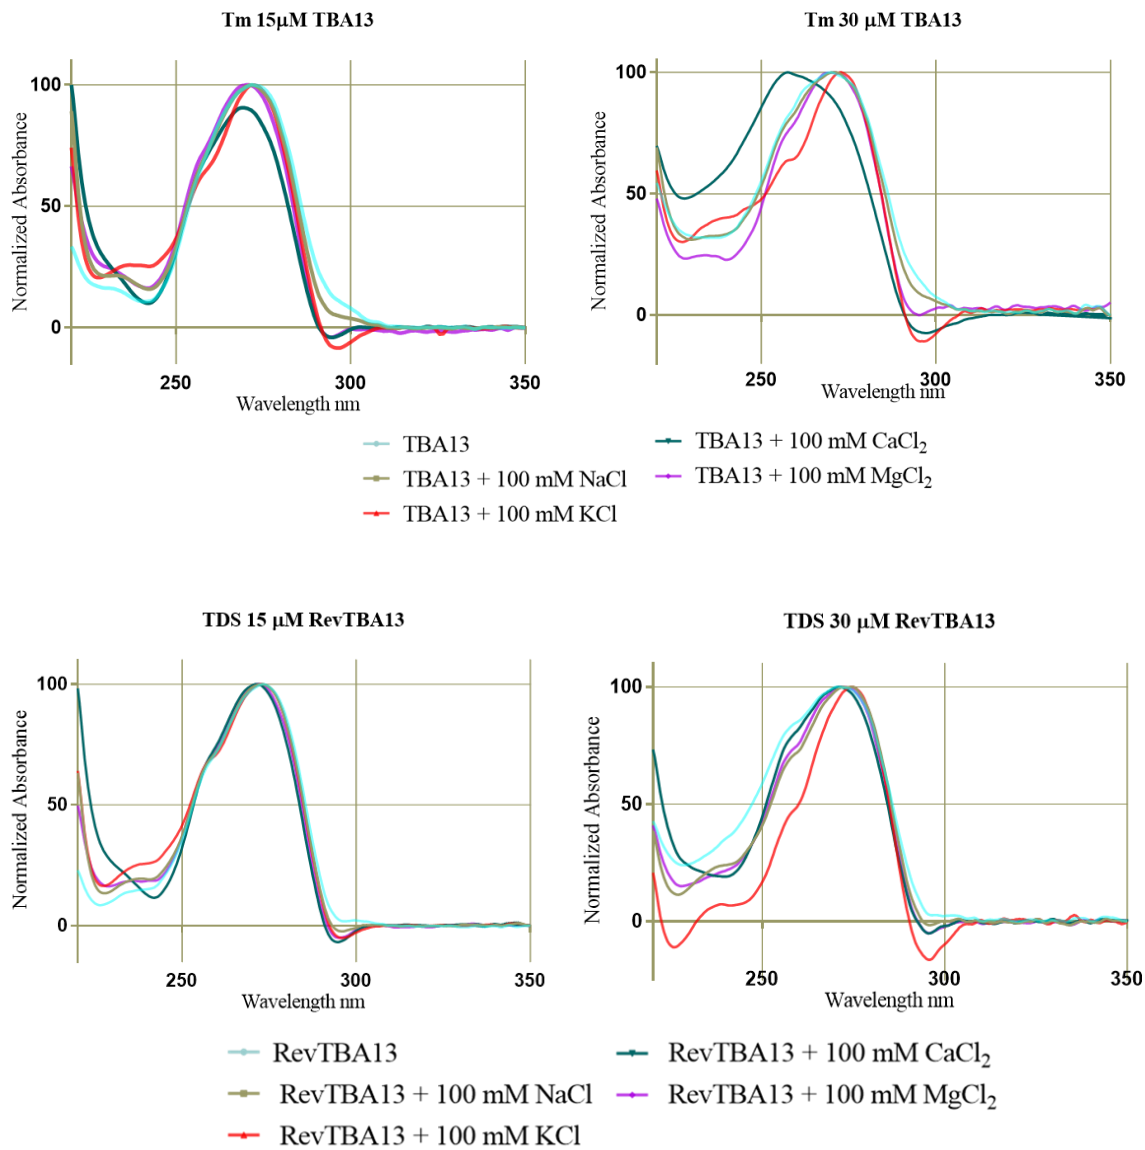 Tm 15μM TBA13
Normalized Absorbance
100
50
0
250
300
350
Wavelength nm
Tm 30 μM TBA13
Normalized Absorbance
100
50
0
250
300
350
Wavelength nm
TBA13
TBA13 + 100 mM NaCl
TBA13 + 100 mM KCl
TBA13 + 100 mM CaCl₂
TBA13 + 100 mM MgCl₂
TDS 15 μM RevTBA13
Normalized Absorbance
100
50
0
250
300
350
Wavelength nm
TDS 30 μM RevTBA13
Normalized Absorbance
100
50
0
250
300
350
Wavelength nm
RevTBA13
RevTBA13 + 100 mM NaCl
RevTBA13 + 100 mM KCl
RevTBA13 + 100 mM CaCl₂
RevTBA13 + 100 mM MgCl₂